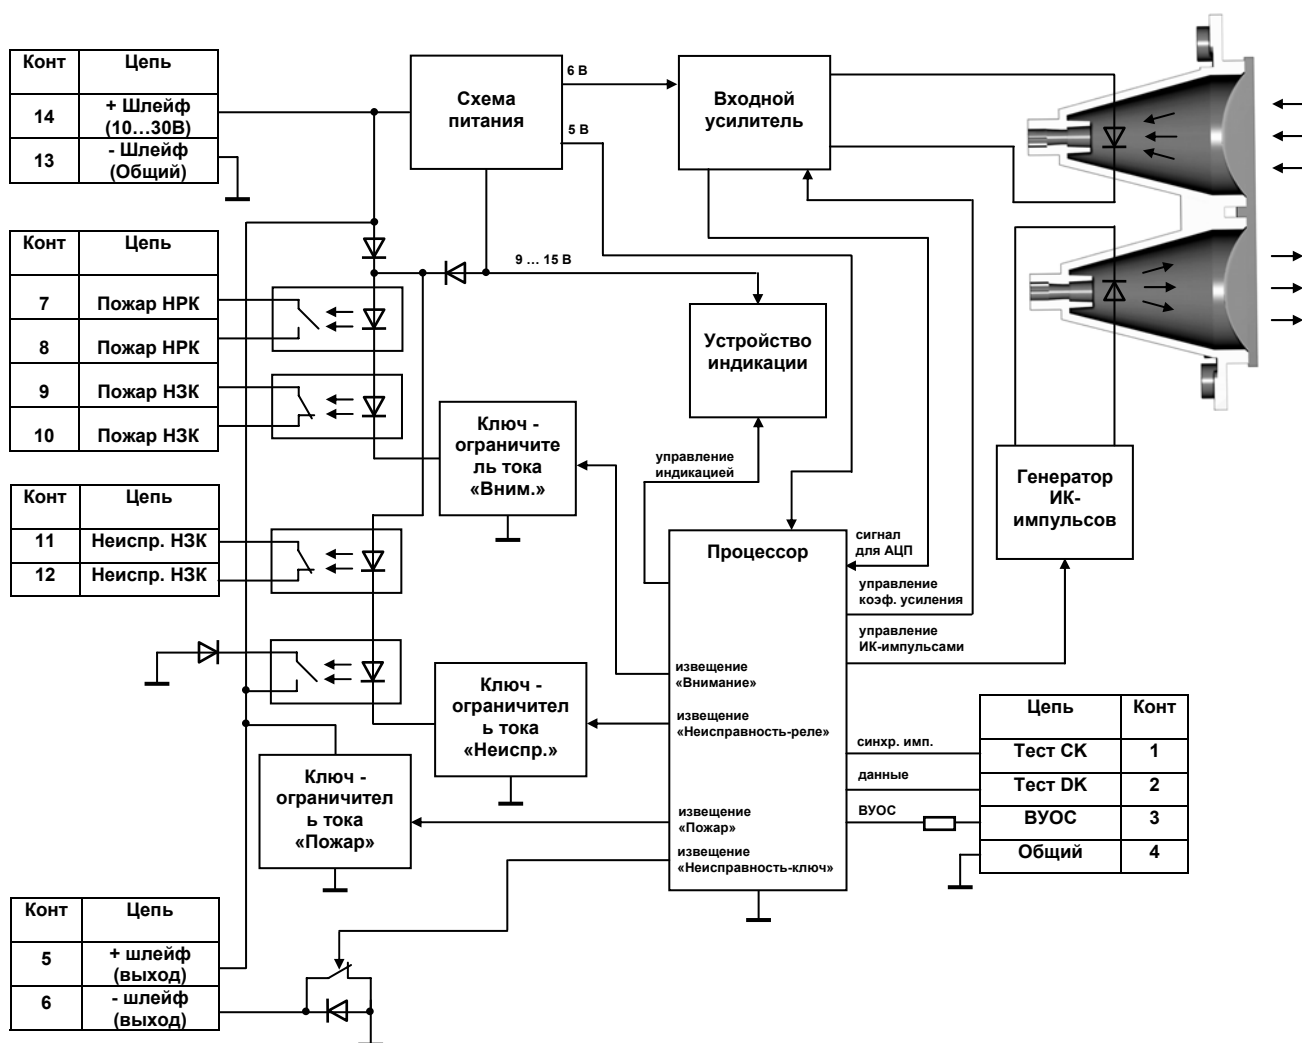 Конт Цепь
14 + Шлейф
(10...30В)
13 - Шлейф
(Общий)
Конт Цепь
7 Пожар НРК
8 Пожар НРК
9 Пожар НЗК
10 Пожар НЗК
Конт Цепь
11 Неиспр. НЗК
12 Неиспр. НЗК
Конт Цепь
5 + шлейф
(выход)
6 - шлейф
(выход)
Схема
питания
6 В
5 В
9 ... 15 В
Входной
усилитель
Устройство
индикации
управление
индикацией
Ключ -
ограничите
ль тока
«Вним.»
Ключ -
ограничител
ь тока
«Неиспр.»
Ключ -
ограничител
ь тока
«Пожар»
Процессор
извещение
«Внимание»
извещение
«Неисправность-реле»
извещение
«Пожар»
извещение
«Неисправность-ключ»
сигнал
для АЦП
управление
коэф. усиления
управление
ИК-импульсами
синхр. имп.
данные
ВУОС
Генератор
ИК-
импульсов
Цепь Конт
Тест СК 1
Тест DК 2
ВУОС 3
Общий 4